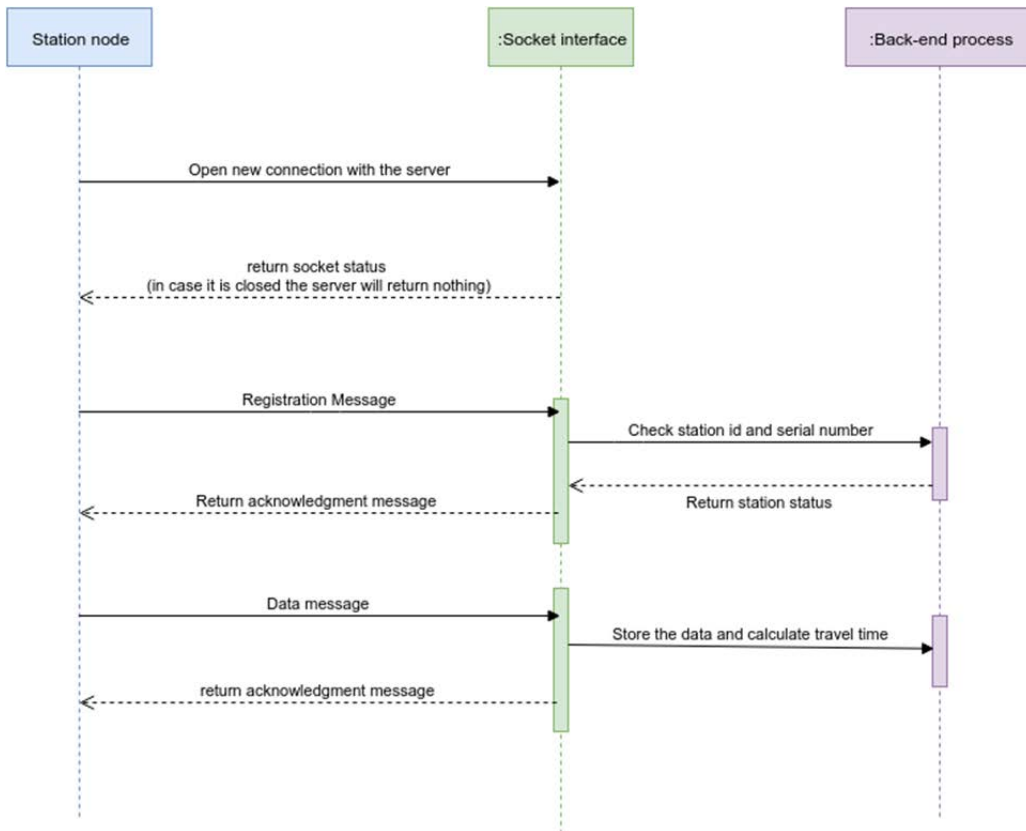 Station node
:Socket interface
:Back-end process
Open new connection with the server
return socket status
(in case it is closed the server will return nothing)
Registration Message
Check station id and serial number
Return station status
Return acknowledgment message
Data message
Store the data and calculate travel time
return acknowledgment message